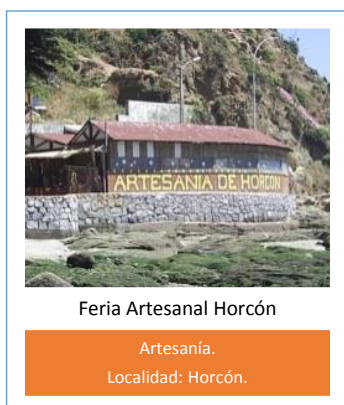 ARTESANIA DE HORCON
Feria Artesanal Horcón
Artesanía.
Localidad: Horcón.